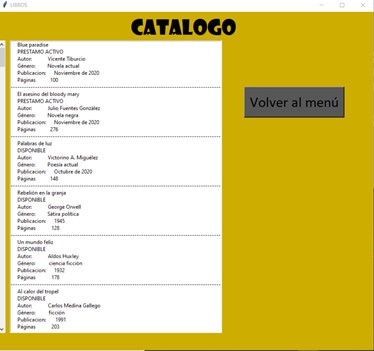 LIBROS
CATALOGO
Blue paradise
PRESTAMO ACTIVO
Autor: Vicente Tiburcio
Género: Novela actual
Publicacion: Noviembre de 2020
Páginas 100
El asesino del bloody mary
PRESTAMO ACTIVO
Autor: Julio Fuentes González
Género: Novela negra
Publicacion: Noviembre de 2020
Páginas 276
Palabras de luz
DISPONIBLE
Autor: Victorino A. Miguélez
Género: Poesía actual
Publicacion: Octubre de 2020
Páginas 148
Rebelión en la granja
DISPONIBLE
Autor: George Orwell
Género: Sátira política
Publicacion: 1945
Páginas 128
Un mundo feliz
DISPONIBLE
Autor: Aldos Huxley
Género: ciencia ficción
Publicacion: 1932
Páginas 178
Al calor del tropel
DISPONIBLE
Autor: Carlos Medina Gallego
Género: ficción
Publicacion: 1991
Páginas 203
Volver al menú